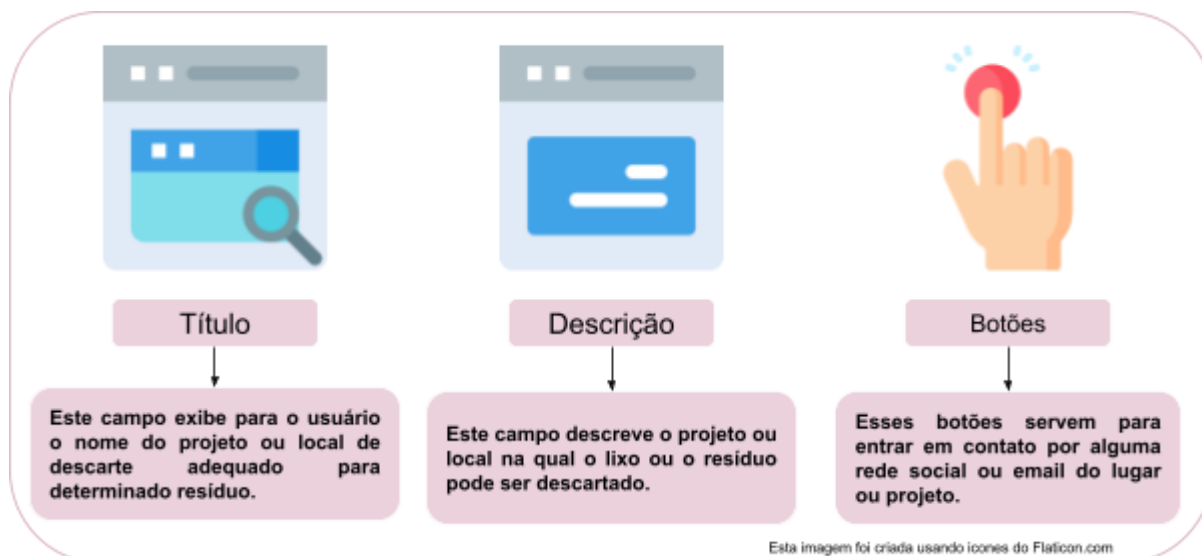 Título
Este campo exibe para o usuário
o nome do projeto ou local de
descarte adequado para
determinado resíduo.
Descrição
Este campo descreve o projeto ou
local na qual o lixo ou o resíduo
pode ser descartado.
Botões
Esses botões servem para
entrar em contato por alguma
rede social ou email do lugar
ou projeto.
Esta imagem foi criada usando icones do Flaticon.com